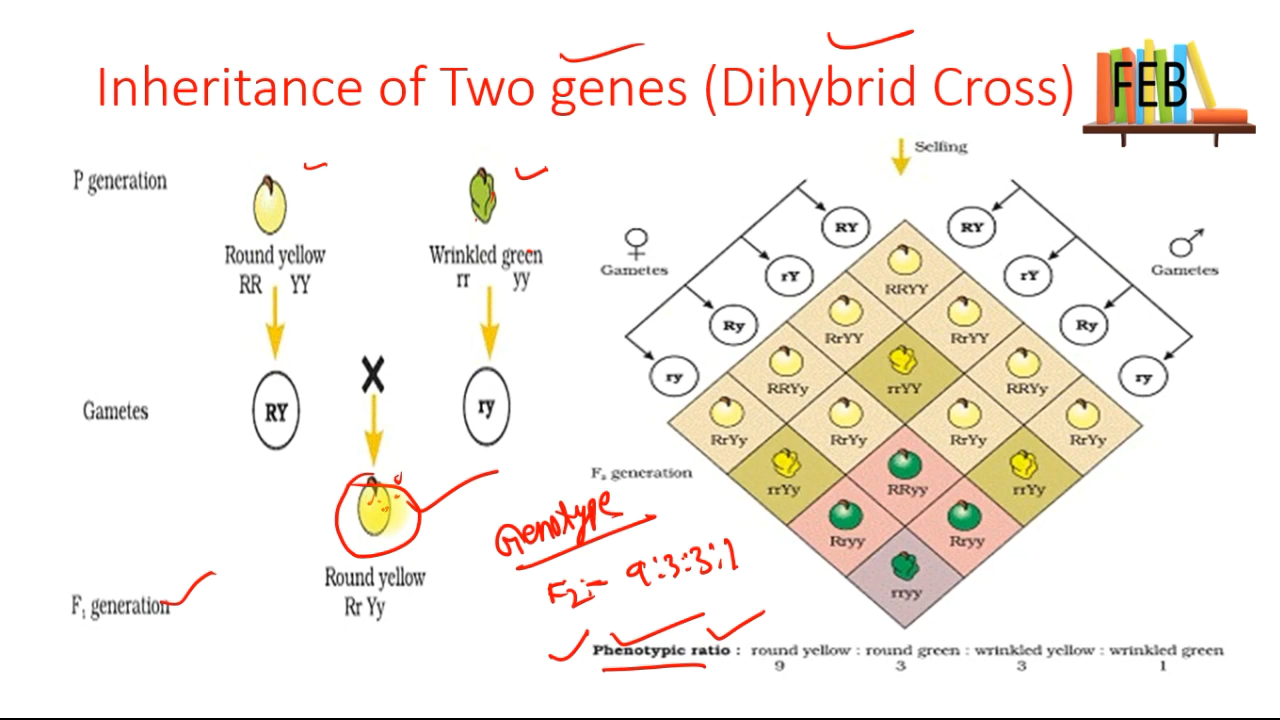 Inheritance of Two genes (Dihybrid Cross)
FEB
P generation
Round yellow
RR YY
Wrinkled green
rr yy
Gametes
RY
ry
F₁ generation
Round yellow
Rr Yy
Selfing
♀
Gametes
RY
rY
Ry
ry
♂
Gametes
RY
rY
Ry
ry
RRYY
RrYY RrYY
RRYy rrYY RRYy
RrYy RrYy RrYy RrYy
rrYy RRyy rrYy
Rryy Rryy
rryy
F₂ generation
Genotype
F2:- 9:3:3:1
Phenotypic ratio : round yellow : round green : wrinkled yellow : wrinkled green
9 3 3 1